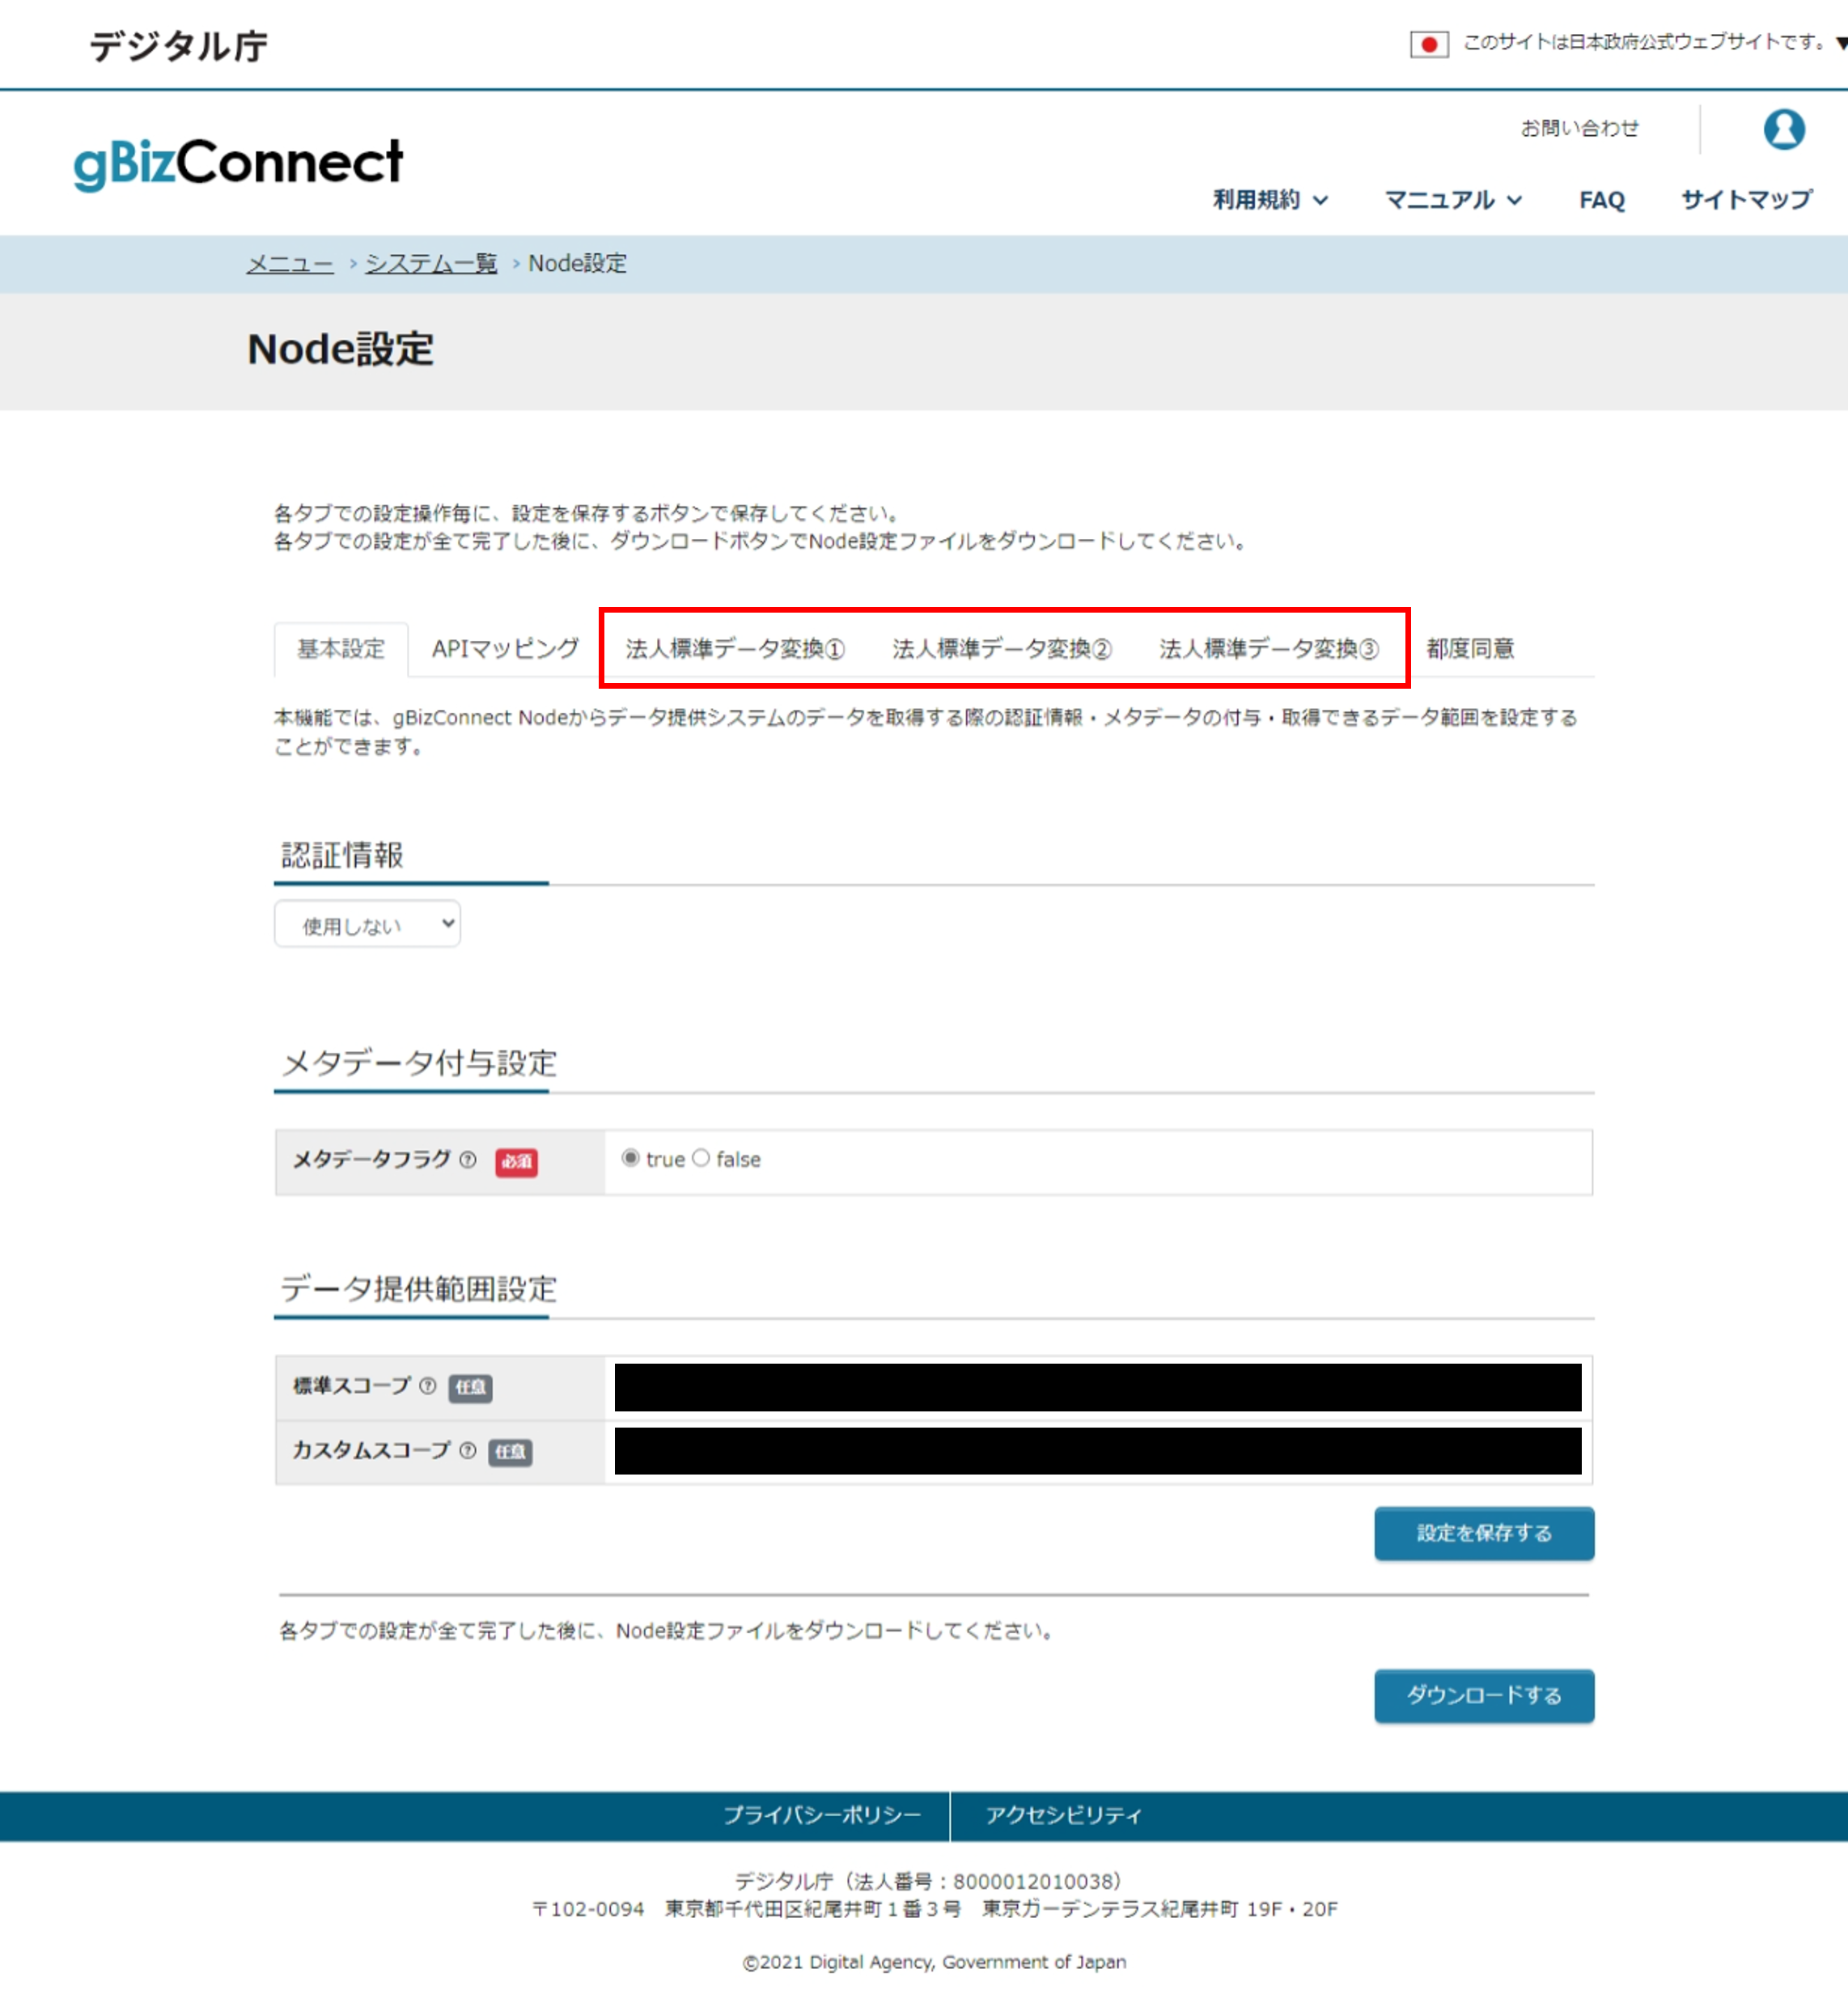 デジタル庁
このサイトは日本政府公式ウェブサイトです。 ▼
gBizConnect
お問い合わせ
利用規約 マニュアル FAQ サイトマップ
メニュー > システム一覧 > Node設定
Node設定
各タブでの設定操作毎に、設定を保存するボタンで保存してください。
各タブでの設定が全て完了した後に、ダウンロードボタンでNode設定ファイルをダウンロードしてください。
基本設定 APIマッピング 法人標準データ変換① 法人標準データ変換② 法人標準データ変換③ 都度同意
本機能では、gBizConnect Nodeからデータ提供システムのデータを取得する際の認証情報・メタデータの付与・取得できるデータ範囲を設定する
ことができます。
認証情報
使用しない
メタデータ付与設定
メタデータフラグ ? 必須 true false
データ提供範囲設定
標準スコープ ? 任意
カスタムスコープ ? 任意
設定を保存する
各タブでの設定が全て完了した後に、Node設定ファイルをダウンロードしてください。
ダウンロードする
プライバシーポリシー アクセシビリティ
デジタル庁（法人番号：8000012010038）
〒102-0094　東京都千代田区紀尾井町１番３号　東京ガーデンテラス紀尾井町 19F・20F
©2021 Digital Agency, Government of Japan